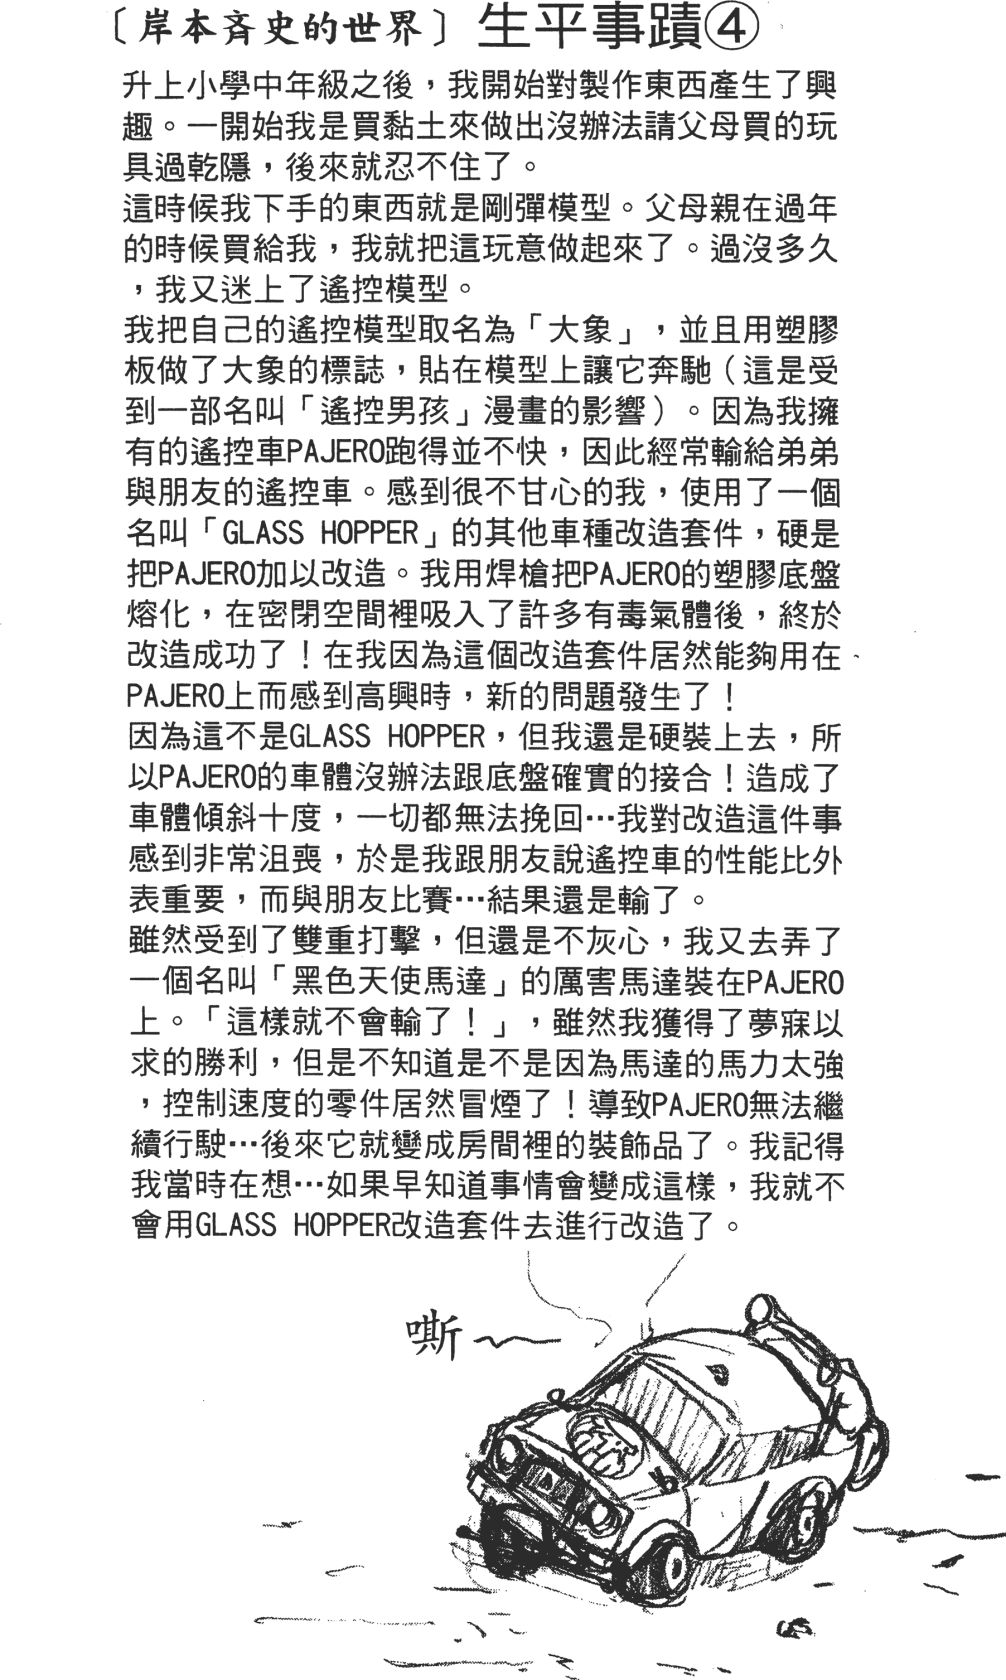 〔岸本斉史的世界〕生平事蹟④
升上小學中年級之後，我開始對製作東西產生了興
趣。一開始我是買黏土來做出沒辦法請父母買的玩
具過乾隱，後來就忍不住了。
這時候我下手的東西就是剛彈模型。父母親在過年
的時候買給我，我就把這玩意做起來了。過沒多久
，我又迷上了遙控模型。
我把自己的遙控模型取名為「大象」，並且用塑膠
板做了大象的標誌，貼在模型上讓它奔馳（這是受
到一部名叫「遙控男孩」漫畫的影響）。因為我擁
有的遙控車PAJERO跑得並不快，因此經常輸給弟弟
與朋友的遙控車。感到很不甘心的我，使用了一個
名叫「GLASS HOPPER」的其他車種改造套件，硬是
把PAJERO加以改造。我用焊槍把PAJERO的塑膠底盤
熔化，在密閉空間裡吸入了許多有毒氣體後，終於
改造成功了！在我因為這個改造套件居然能夠用在
PAJERO上而感到高興時，新的問題發生了！
因為這不是GLASS HOPPER，但我還是硬裝上去，所
以PAJERO的車體沒辦法跟底盤確實的接合！造成了
車體傾斜十度，一切都無法挽回…我對改造這件事
感到非常沮喪，於是我跟朋友說遙控車的性能比外
表重要，而與朋友比賽…結果還是輸了。
雖然受到了雙重打擊，但還是不灰心，我又去弄了
一個名叫「黑色天使馬達」的厲害馬達裝在PAJERO
上。「這樣就不會輸了！」，雖然我獲得了夢寐以
求的勝利，但是不知道是不是因為馬達的馬力太強
，控制速度的零件居然冒煙了！導致PAJERO無法繼
續行駛…後來它就變成房間裡的裝飾品了。我記得
我當時在想…如果早知道事情會變成這樣，我就不
會用GLASS HOPPER改造套件去進行改造了。
嘶